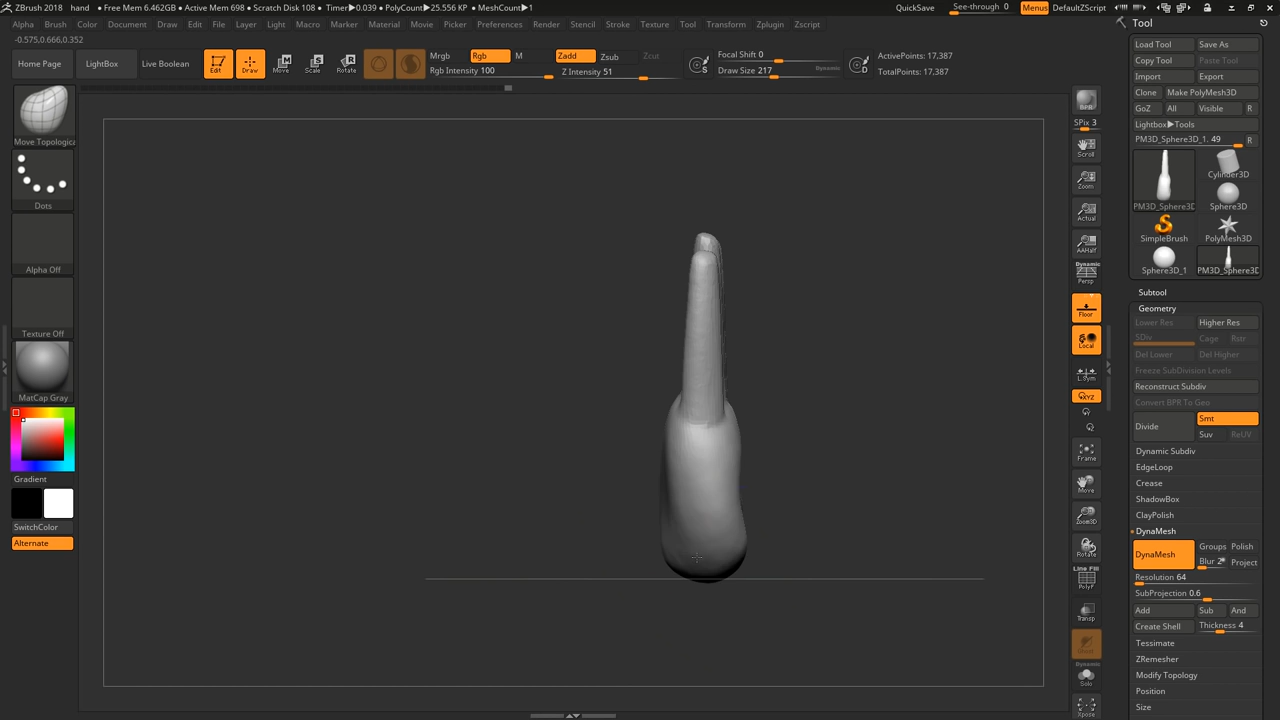 ZBrush 2018 hand • Free Mem 6.462GB • Active Mem 698 • Scratch Disk 108 • Timer▶0.039 • PolyCount▶25.556 KP • MeshCount▶1 QuickSave See-through 0 Menus DefaultZScript
Alpha Brush Color Document Draw Edit File Layer Light Macro Marker Material Movie Picker Preferences Render Stencil Stroke Texture Tool Transform Zplugin Zscript
-0.575,0.666,0.352
Home Page LightBox Live Boolean Edit Draw Move Scale Rotate
Mrgb Rgb M Zadd Zsub Zcut
Rgb Intensity 100 Z Intensity 51
Focal Shift 0
Draw Size 217 Dynamic
ActivePoints: 17,387
TotalPoints: 17,387
Move Topologica
Dots
Alpha Off
Texture Off
MatCap Gray
Gradient
SwitchColor
Alternate
BPR
SPix 3
Scroll
Zoom
Actual
AAHalf
Dynamic
Persp
Floor
Local
L.Sym
XYZ
Frame
Move
Zoom3D
Rotate
Line Fill
PolyF
Transp
Dynamic
Solo
Xpose
Tool
Load Tool Save As
Copy Tool Paste Tool
Import Export
Clone Make PolyMesh3D
GoZ All Visible R
Lightbox▶Tools
PM3D_Sphere3D_1. 49 R
PM3D_Sphere3D Cylinder3D
Sphere3D
SimpleBrush PolyMesh3D
Sphere3D_1 PM3D_Sphere3D
Subtool
Geometry
Lower Res Higher Res
SDiv Cage Rstr
Del Lower Del Higher
Freeze SubDivision Levels
Reconstruct Subdiv
Convert BPR To Geo
Divide Smt
Suv ReUV
Dynamic Subdiv
EdgeLoop
Crease
ShadowBox
ClayPolish
DynaMesh
DynaMesh Groups Polish
Blur 2 Project
Resolution 64
SubProjection 0.6
Add Sub And
Create Shell Thickness 4
Tessimate
ZRemesher
Modify Topology
Position
Size